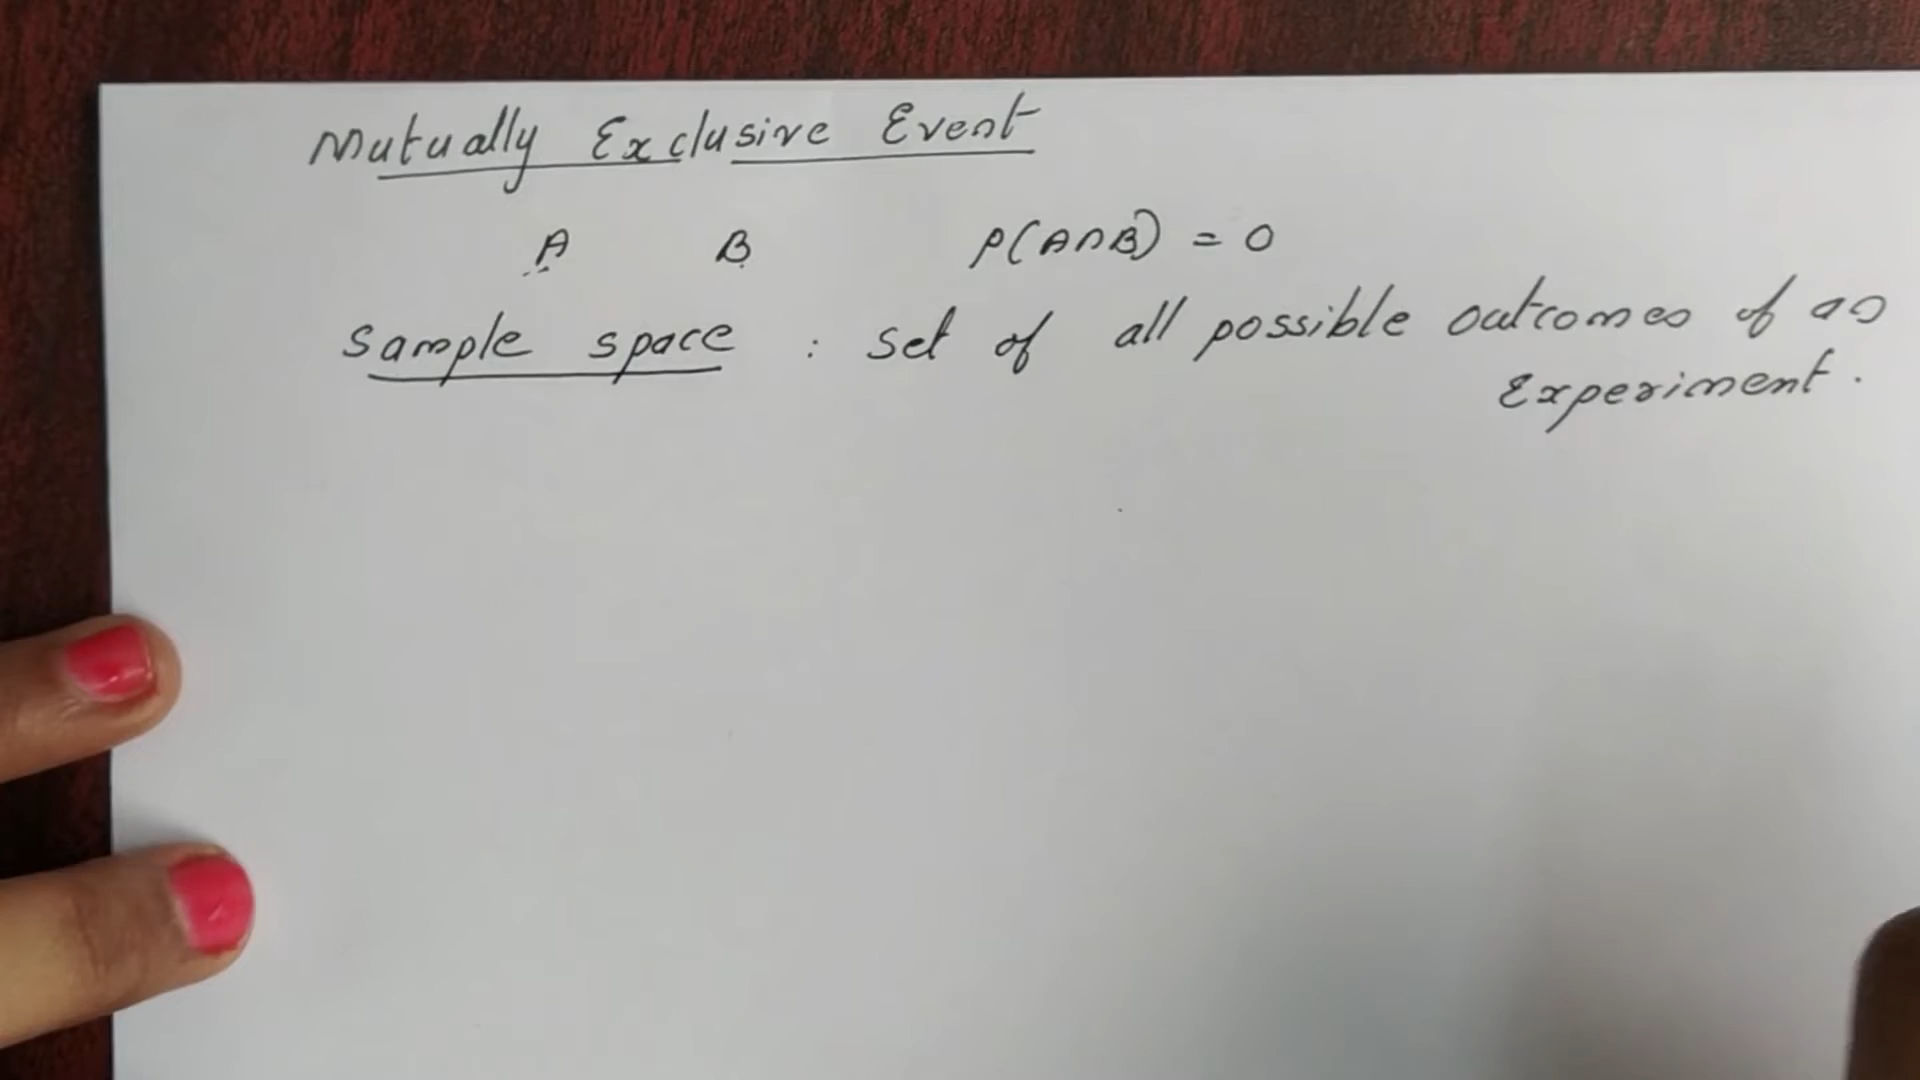 Mutually Exclusive Event
A B P(A∩B) = 0
Sample space : Set of all possible outcomes of an
Experiment.